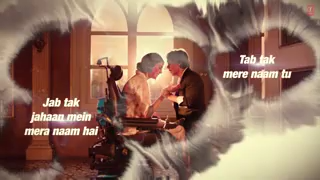 Jab tak
jahaan mein
mera naam hai
Tab tak
mere naam tu